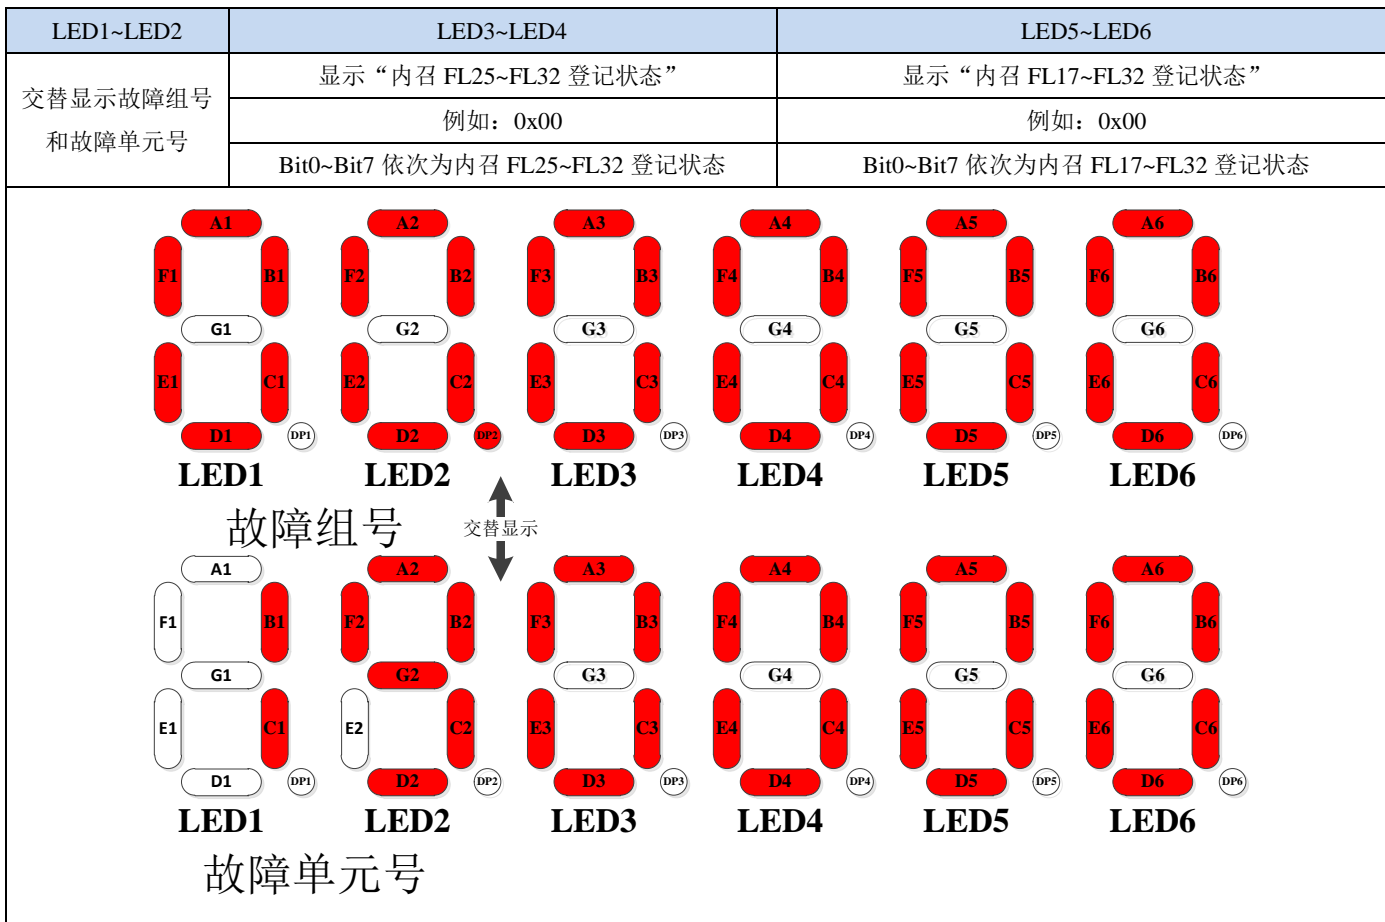 LED1~LED2 LED3~LED4 LED5~LED6
交替显示故障组号
和故障单元号
显示“内召 FL25~FL32 登记状态” 显示“内召 FL17~FL32 登记状态”
例如：0x00 例如：0x00
Bit0~Bit7 依次为内召 FL25~FL32 登记状态 Bit0~Bit7 依次为内召 FL17~FL32 登记状态
A1 A2 A3 A4 A5 A6
F1 B1 F2 B2 F3 B3 F4 B4 F5 B5 F6 B6
G1 G2 G3 G4 G5 G6
E1 C1 E2 C2 E3 C3 E4 C4 E5 C5 E6 C6
D1 DP1 D2 DP2 D3 DP3 D4 DP4 D5 DP5 D6 DP6
LED1 LED2 LED3 LED4 LED5 LED6
故障组号 交替显示
A1 A2 A3 A4 A5 A6
F1 B1 F2 B2 F3 B3 F4 B4 F5 B5 F6 B6
G1 G2 G3 G4 G5 G6
E1 C1 E2 C2 E3 C3 E4 C4 E5 C5 E6 C6
D1 DP1 D2 DP2 D3 DP3 D4 DP4 D5 DP5 D6 DP6
LED1 LED2 LED3 LED4 LED5 LED6
故障单元号